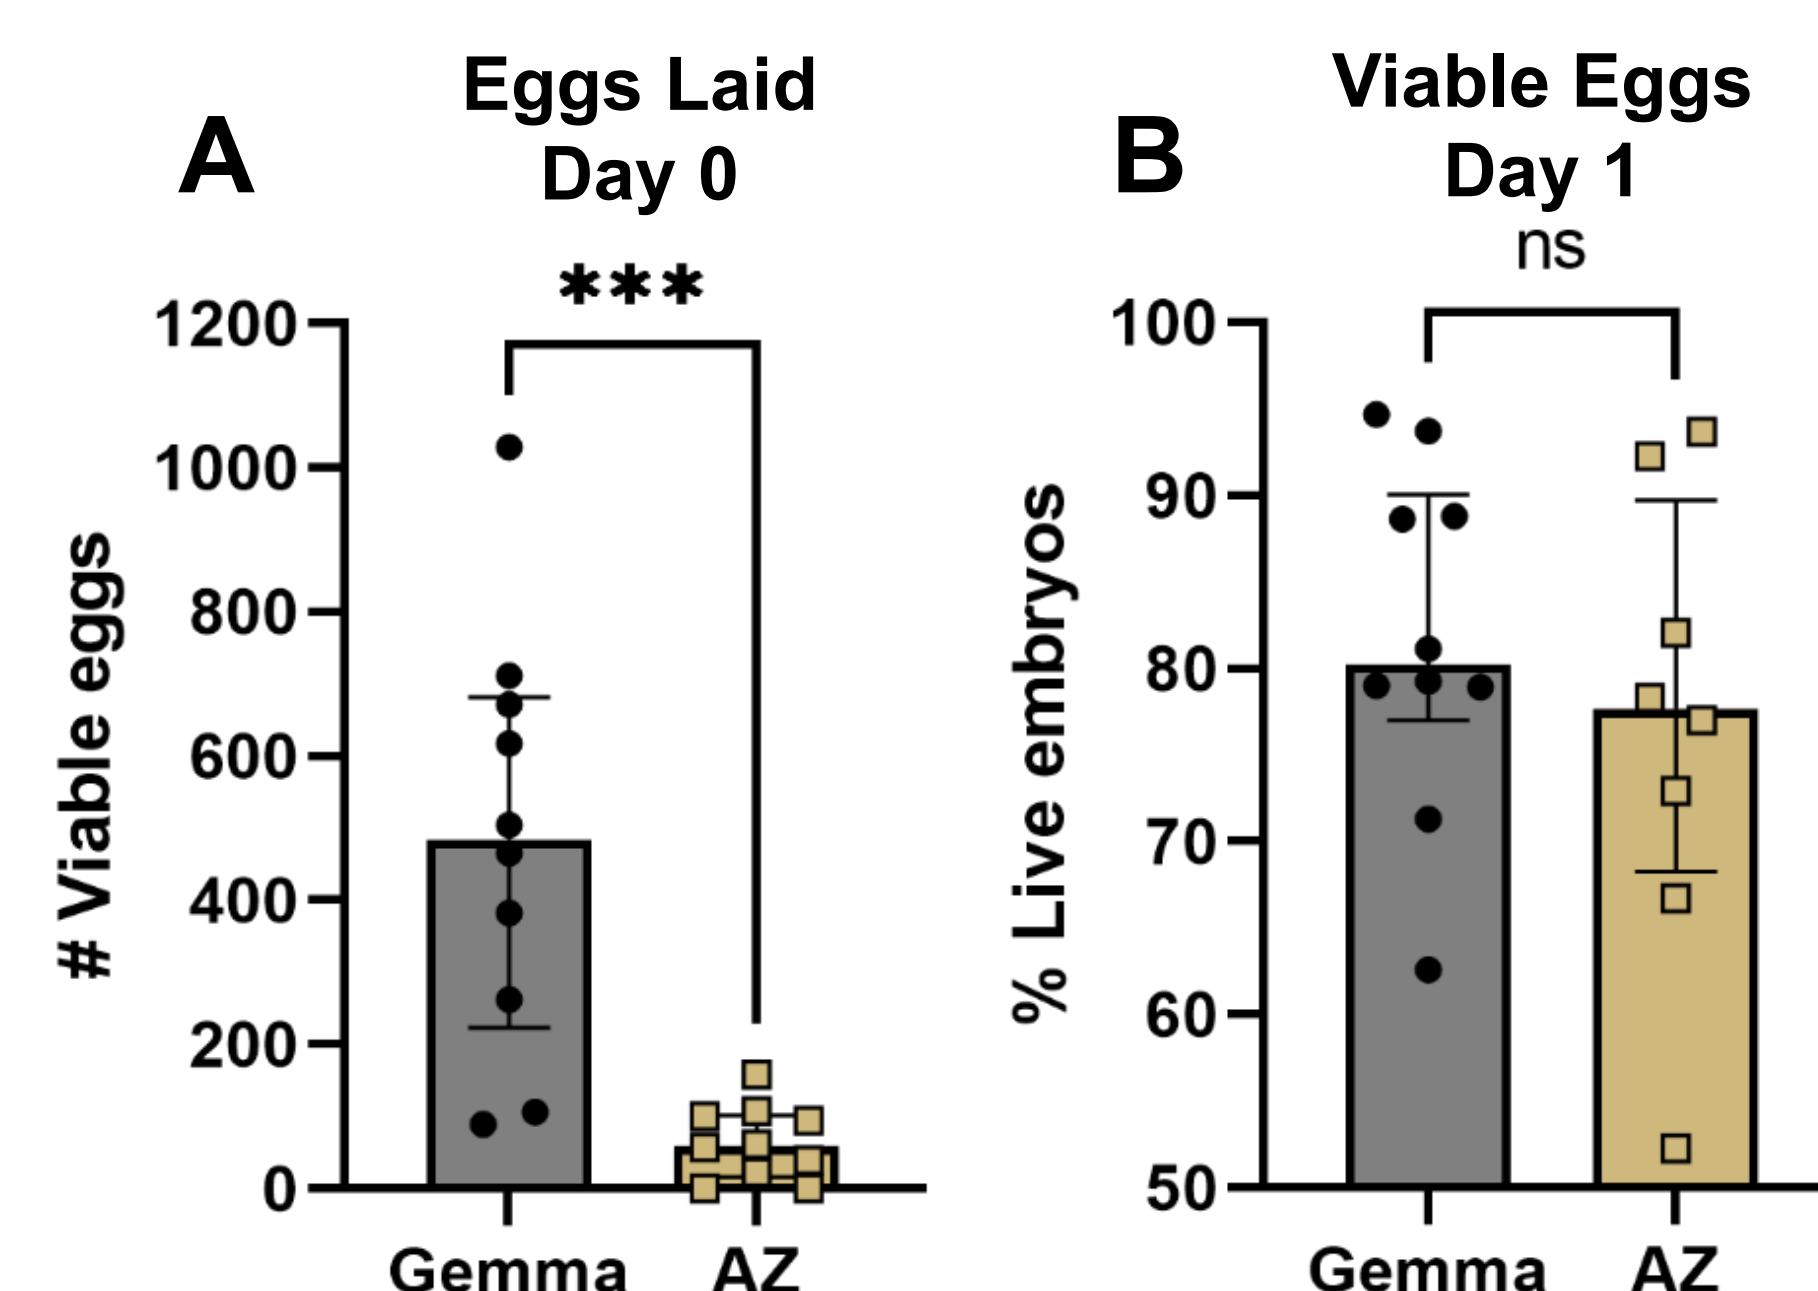 A
Eggs Laid
Day 0
***
# Viable eggs
1200
1000
800
600
400
200
0
Gemma
AZ
B
Viable Eggs
Day 1
ns
% Live embryos
100
90
80
70
60
50
Gemma
AZ